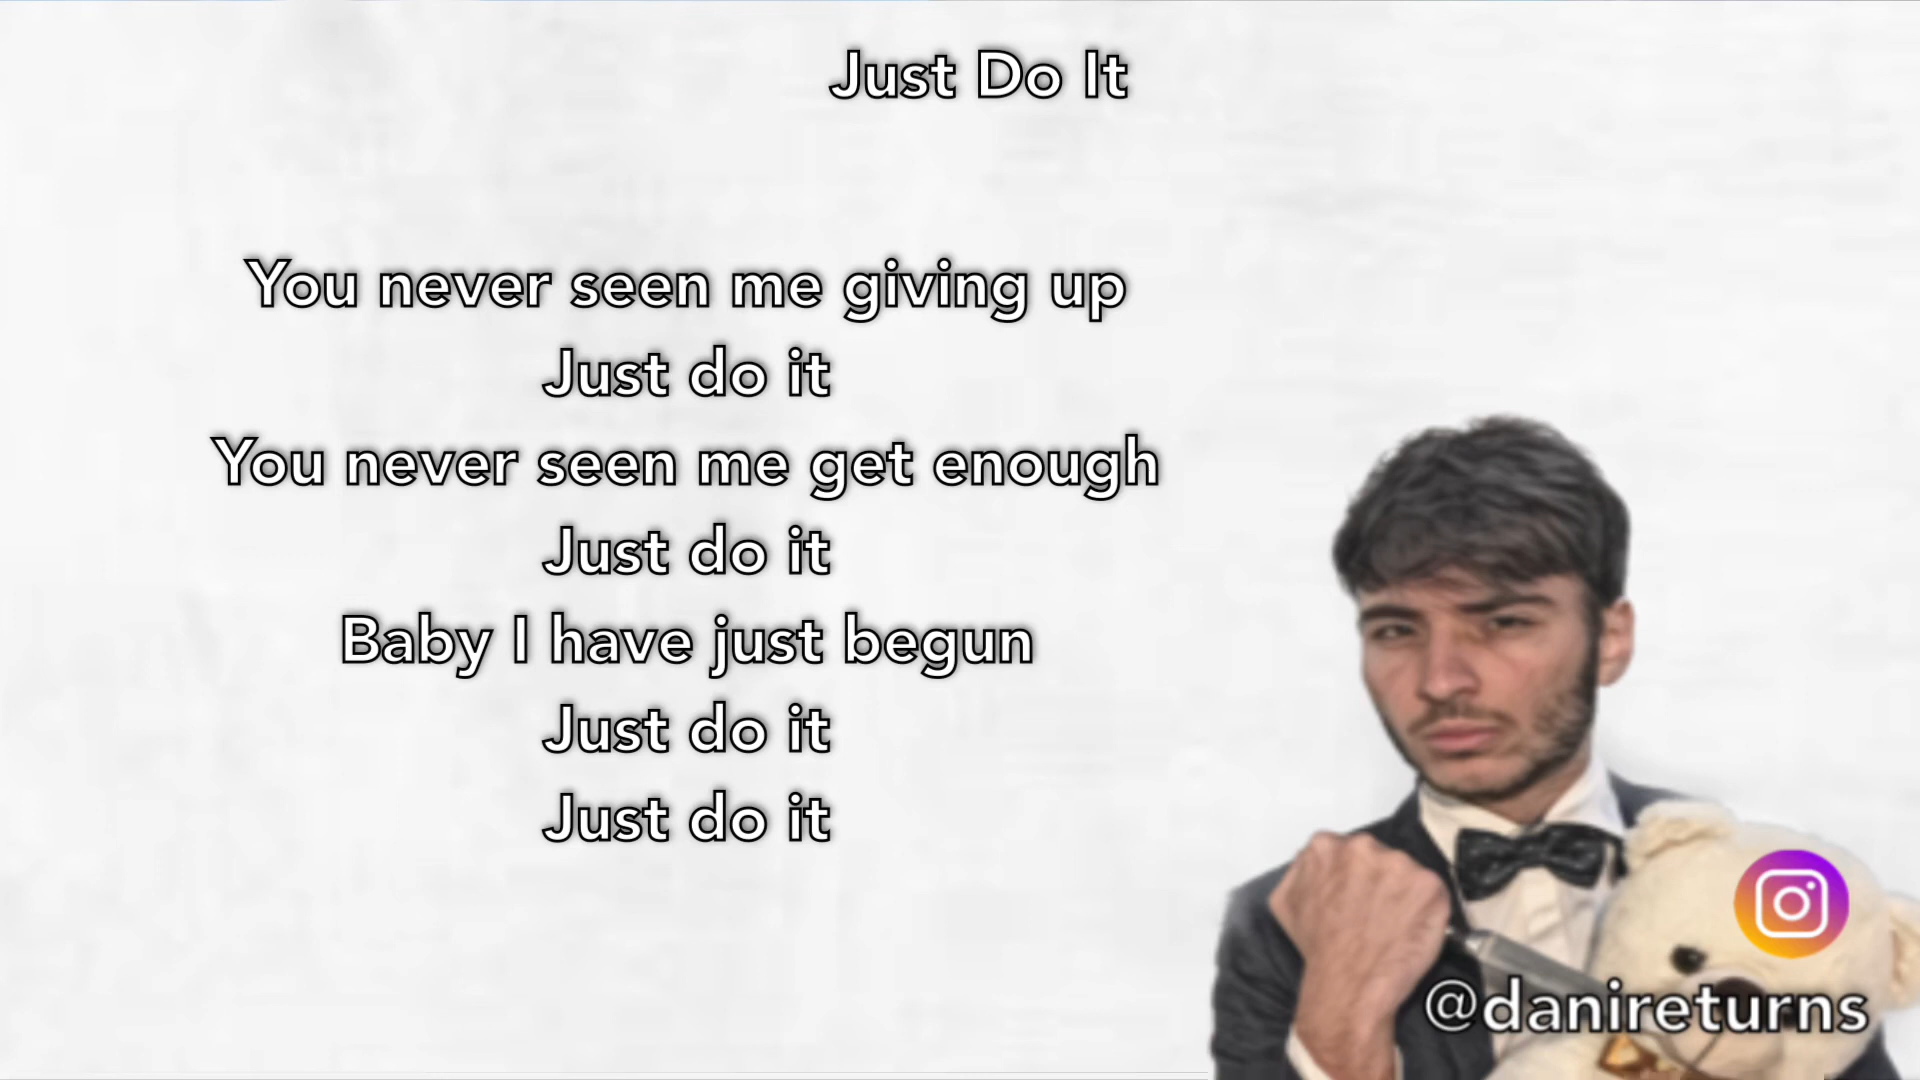 Just Do It
You never seen me giving up
Just do it
You never seen me get enough
Just do it
Baby I have just begun
Just do it
Just do it
@danireturns